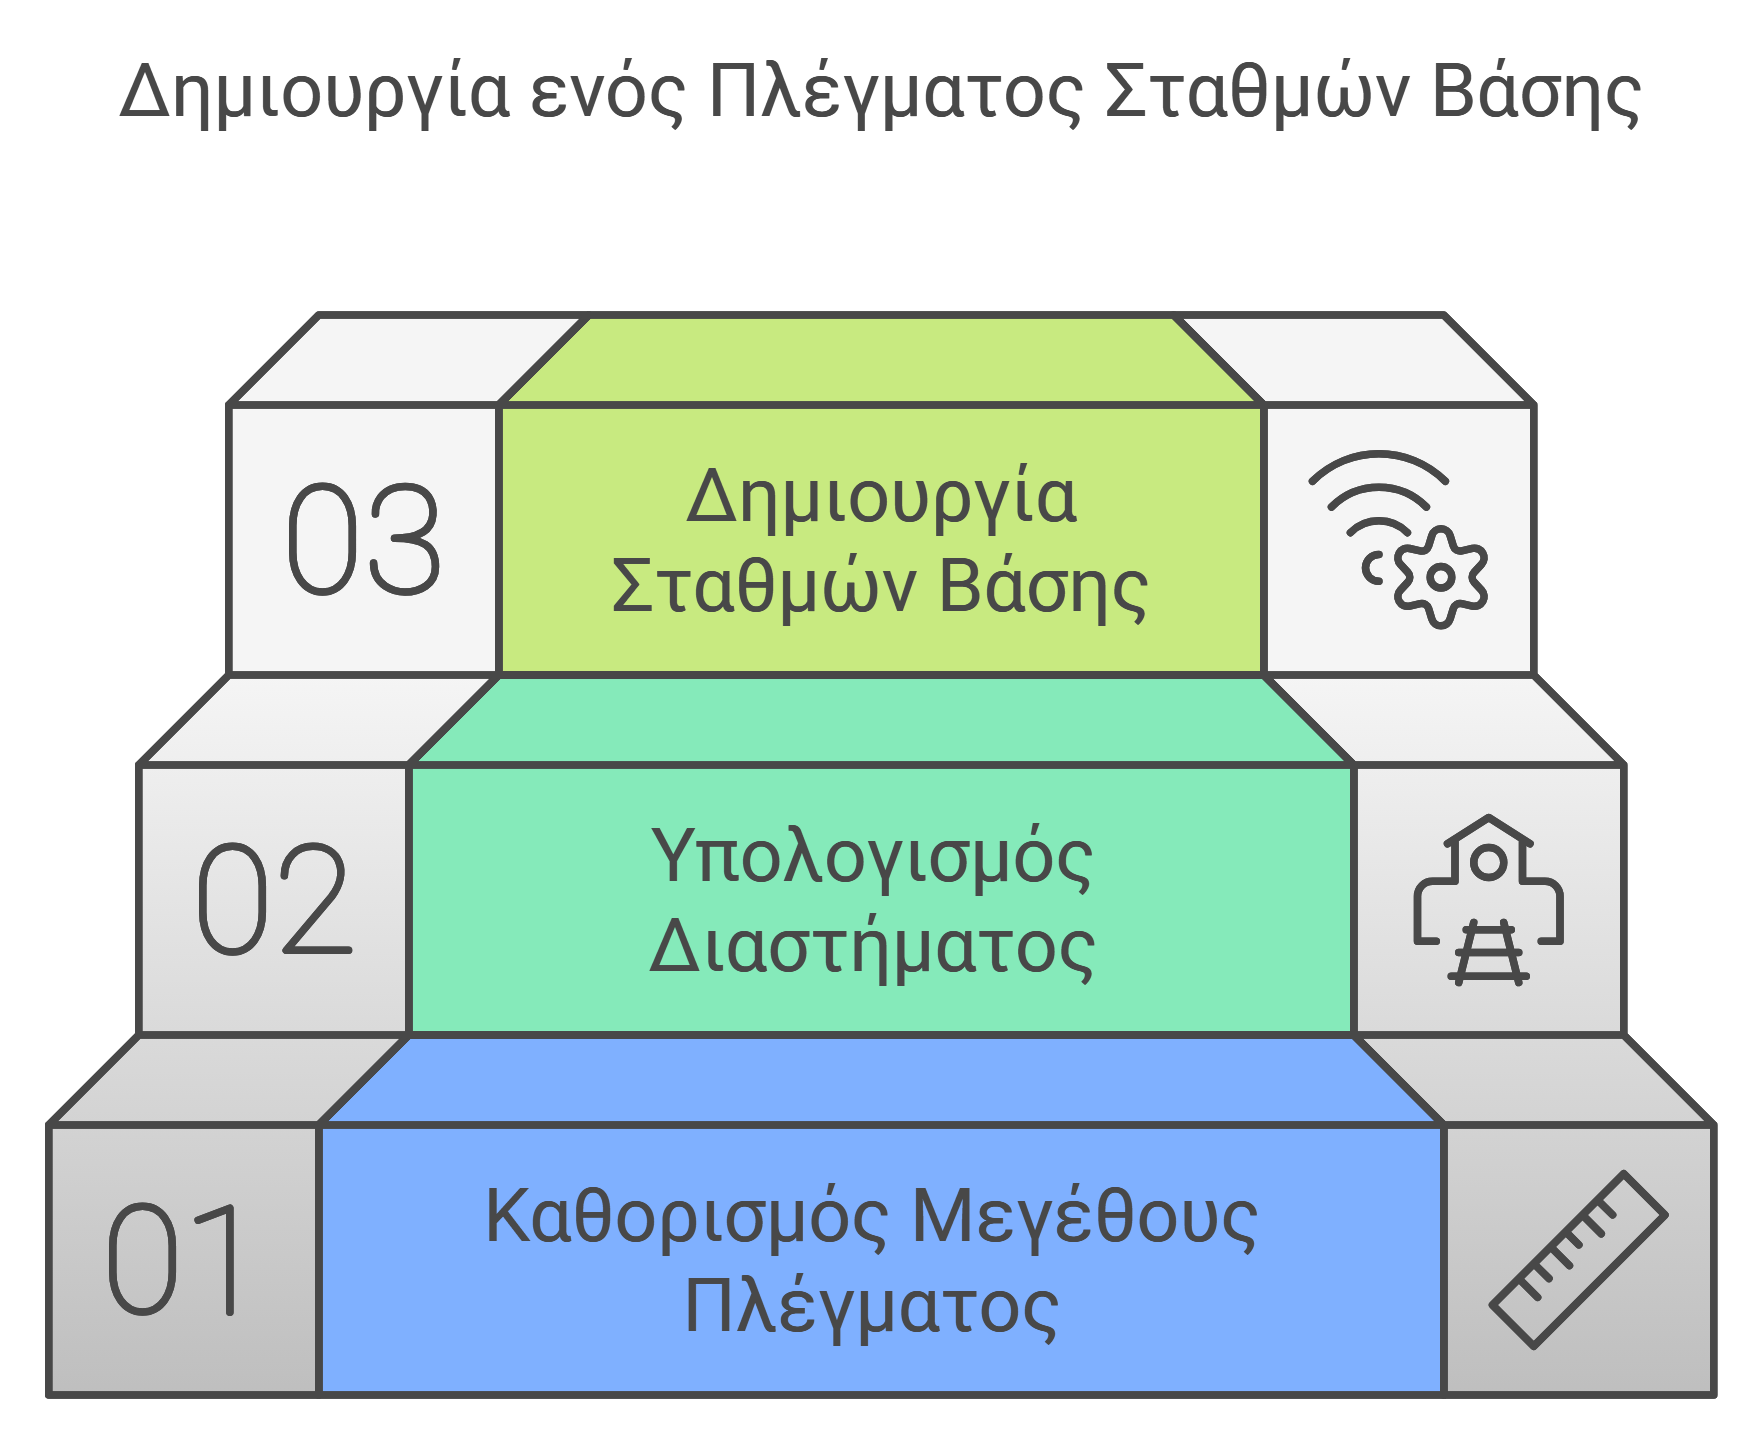 Δημιουργία ενός Πλέγματος Σταθμών Βάσης
03
Δημιουργία
Σταθμών Βάσης
02
Υπολογισμός
Διαστήματος
01
Καθορισμός Μεγέθους
Πλέγματος